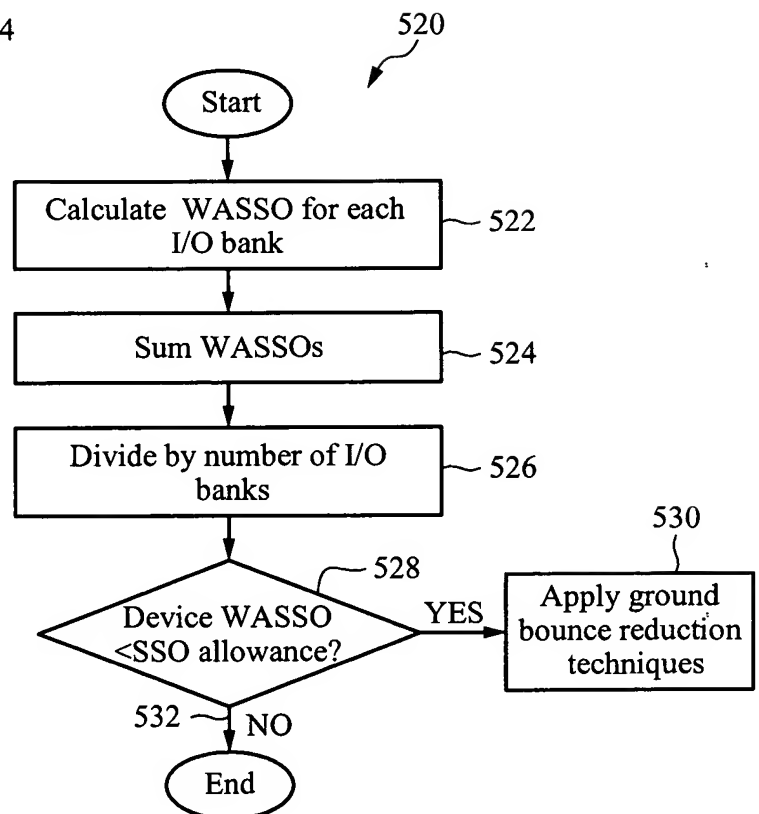 4
520
Start
Calculate WASSO for each
I/O bank
522
Sum WASSOs
524
Divide by number of I/O
banks
526
528
530
Device WASSO
<SSO allowance?
YES
Apply ground
bounce reduction
techniques
532
NO
End